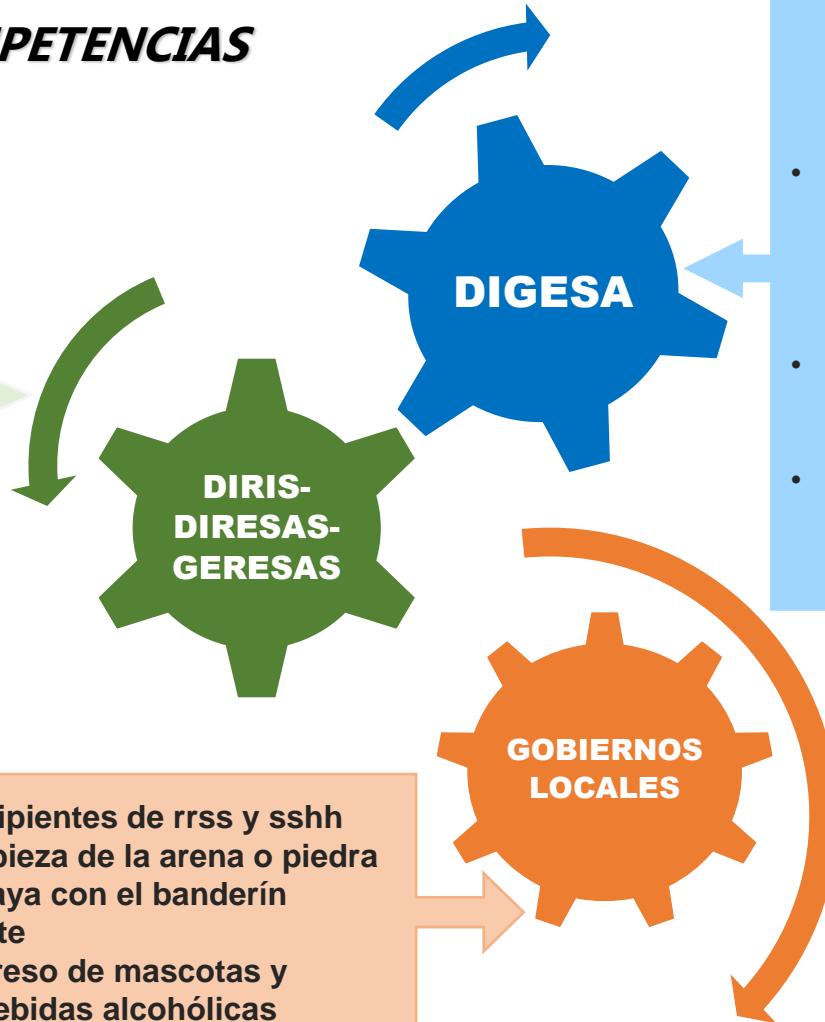 PETENCIAS
DIGESA
DIRIS-
DIRESAS-
GERESAS
GOBIERNOS
LOCALES
ipientes de rrss y sshh
pieza de la arena o piedra
aya con el banderín
te
reso de mascotas y
ebidas alcohólicas